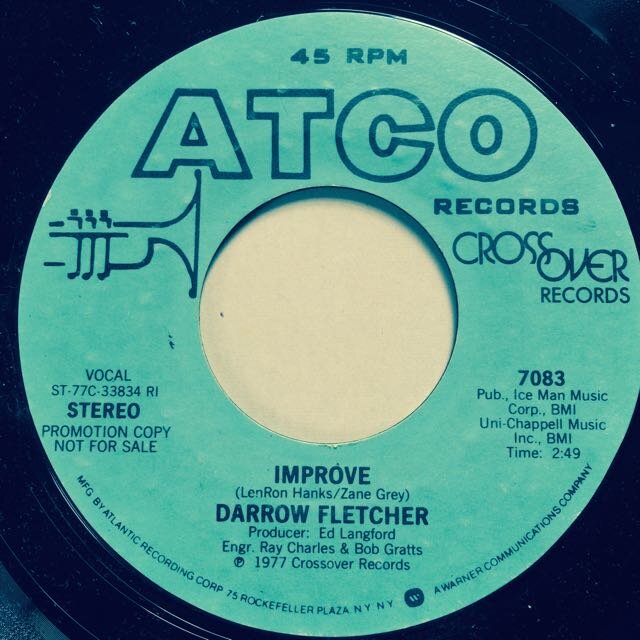 45 RPM
ATCO
RECORDS
CROSSOVER
RECORDS
VOCAL
ST-77C-33834 RI
STEREO
PROMOTION COPY
NOT FOR SALE
7083
Pub., Ice Man Music
Corp., BMI
Uni-Chappell Music
Inc., BMI
Time: 2:49
IMPROVE
(LenRon Hanks/Zane Grey)
DARROW FLETCHER
Producer: Ed Langford
Engr. Ray Charles & Bob Gratts
℗ 1977 Crossover Records
MFG. BY ATLANTIC RECORDING CORP. 75 ROCKEFELLER PLAZA, N.Y. N.Y. A WARNER COMMUNICATIONS COMPANY